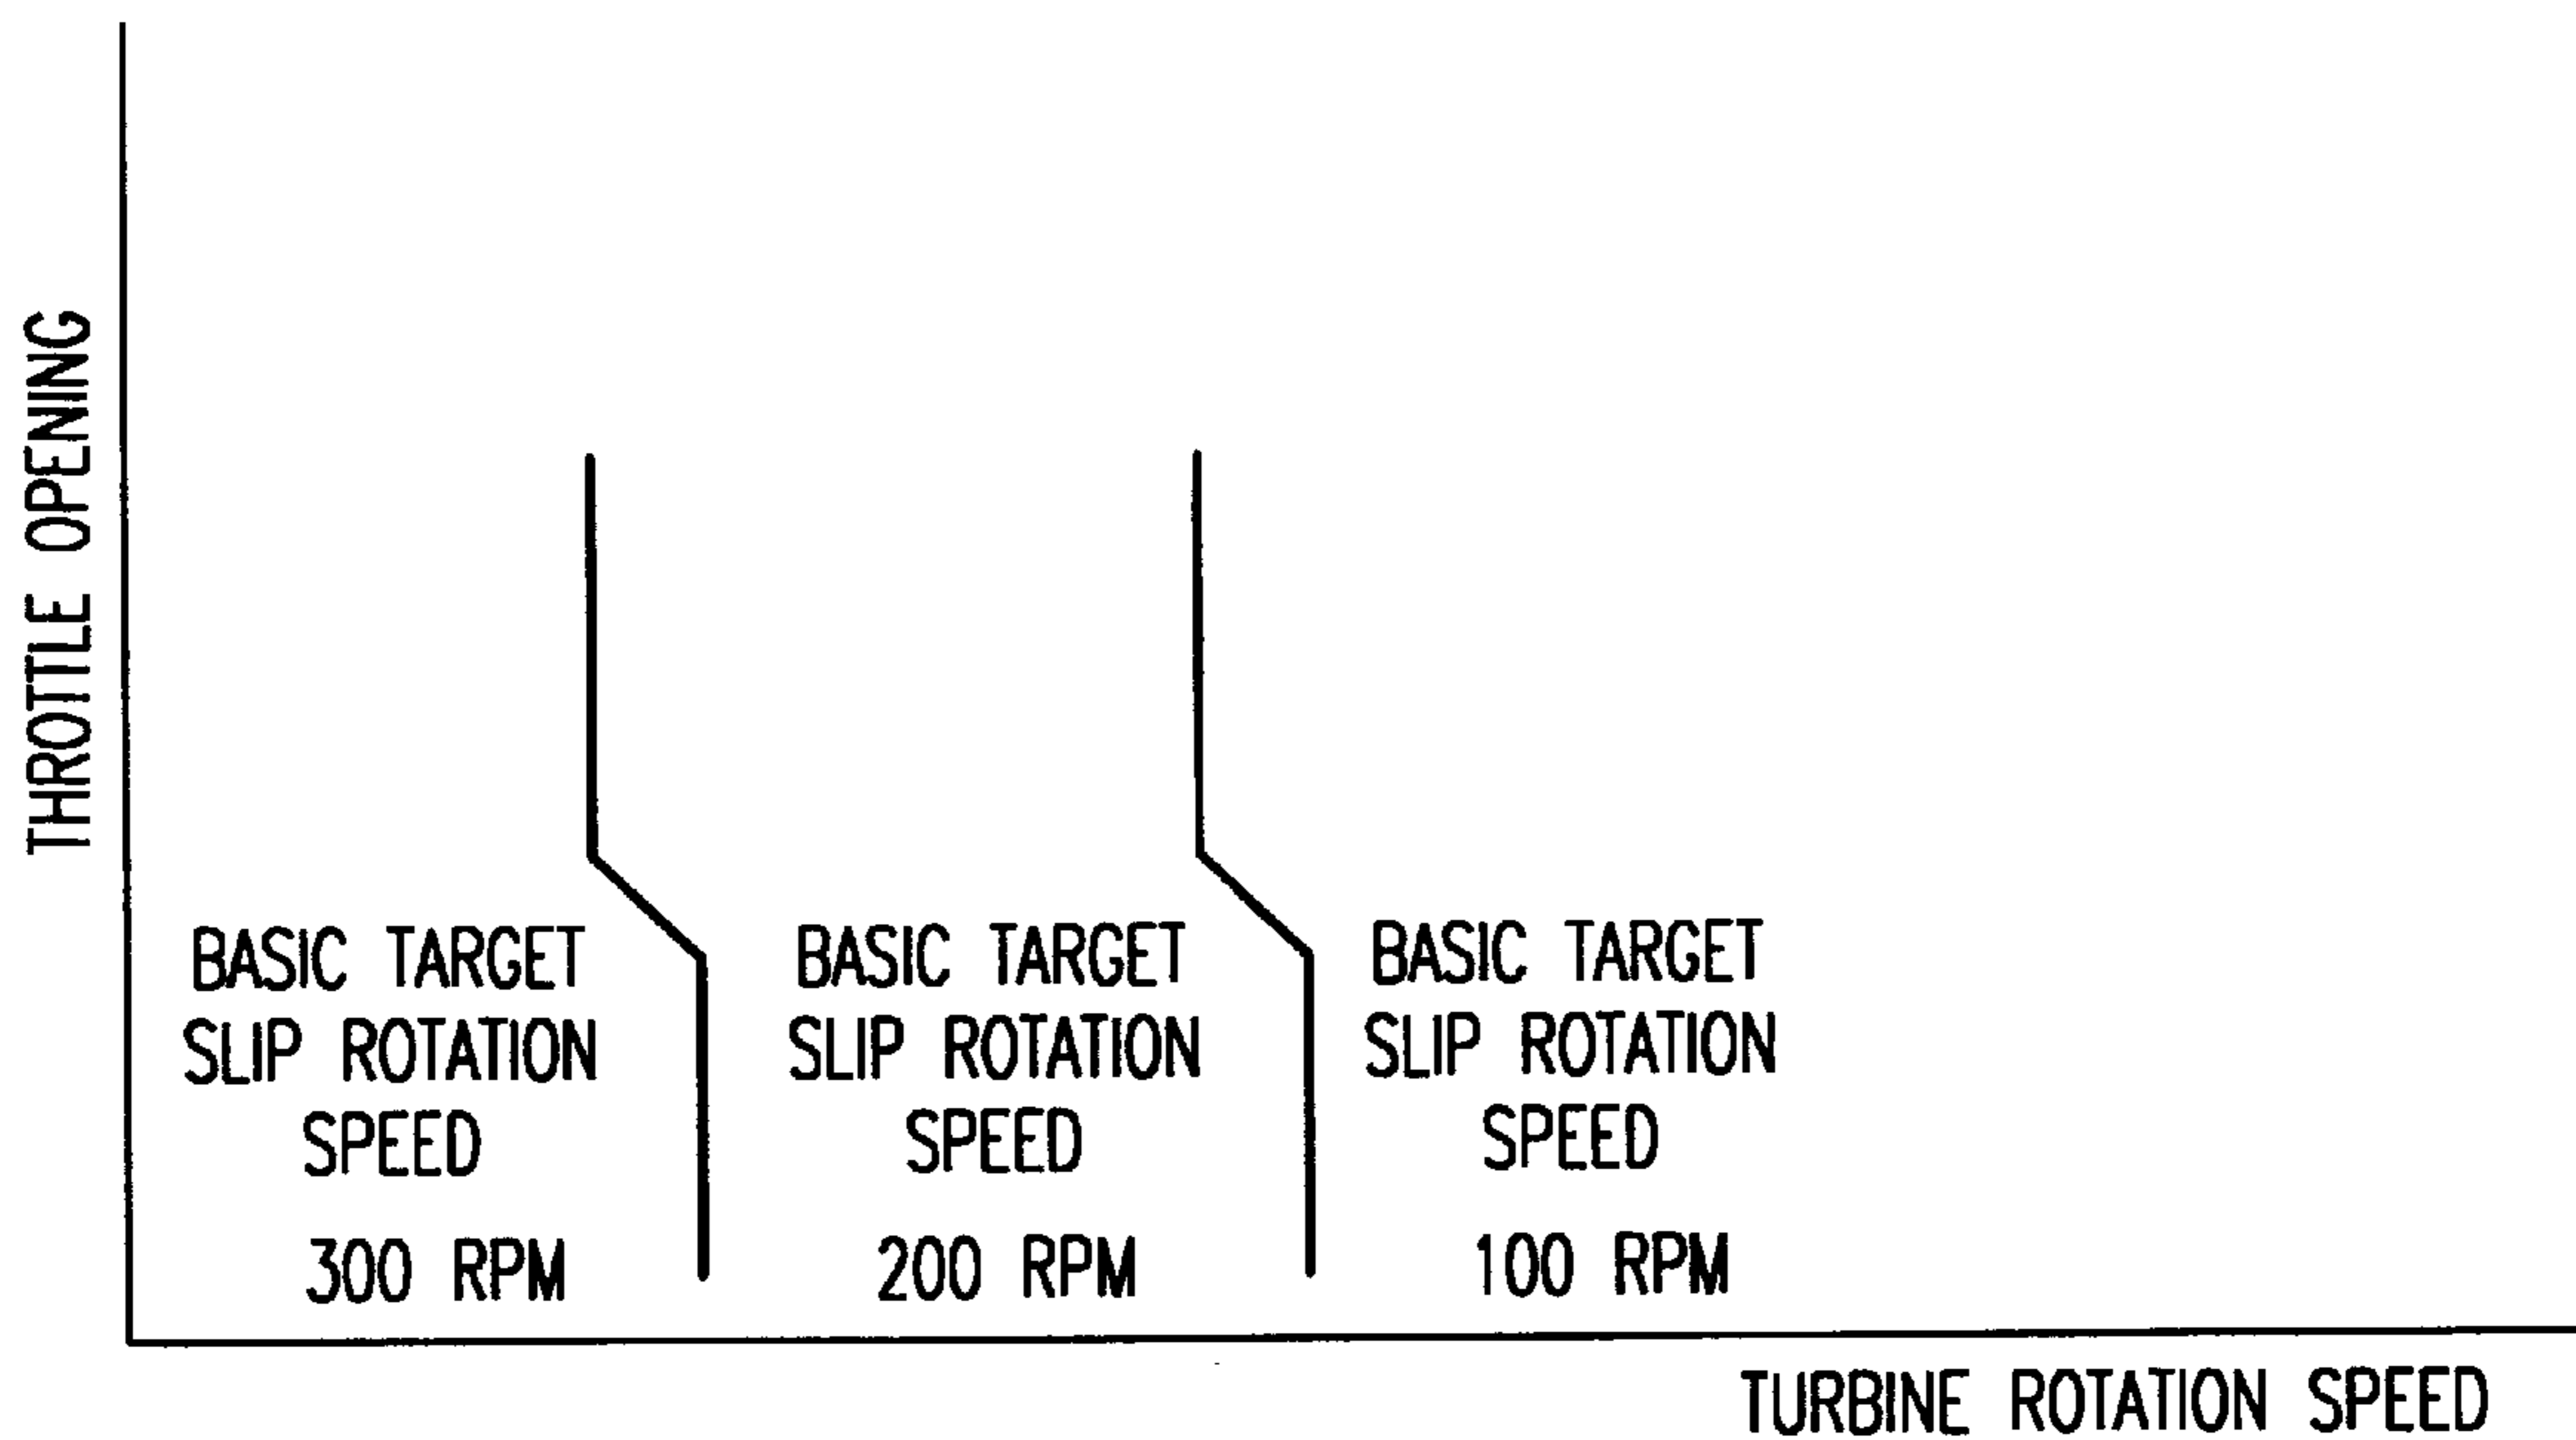 THROTTLE OPENING
BASIC TARGET
SLIP ROTATION
SPEED
300 RPM
BASIC TARGET
SLIP ROTATION
SPEED
200 RPM
BASIC TARGET
SLIP ROTATION
SPEED
100 RPM
TURBINE ROTATION SPEED